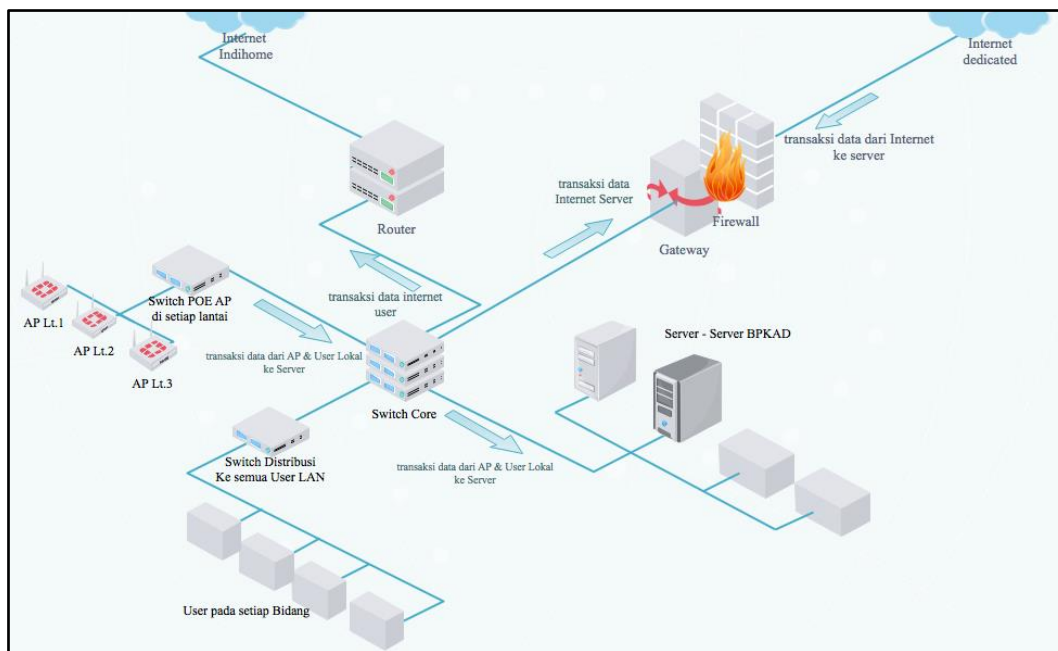 Internet
Indihome
Internet
dedicated
transaksi data dari Internet
ke server
transaksi data
Internet Server
Firewall
Gateway
Router
transaksi data internet
user
Switch POE AP
di setiap lantai
AP Lt.1
AP Lt.2
AP Lt.3
transaksi data dari AP & User Lokal
ke Server
Switch Core
Server - Server BPKAD
Switch Distribusi
Ke semua User LAN
transaksi data dari AP & User Lokal
ke Server
User pada setiap Bidang